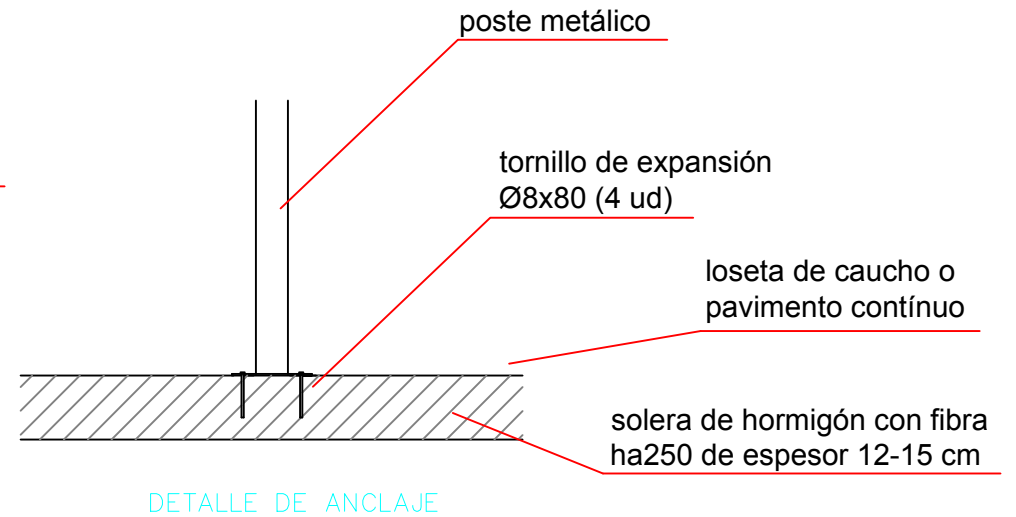 poste metálico
tornillo de expansión
Ø8x80 (4 ud)
loseta de caucho o
pavimento contínuo
solera de hormigón con fibra
ha250 de espesor 12-15 cm
DETALLE DE ANCLAJE